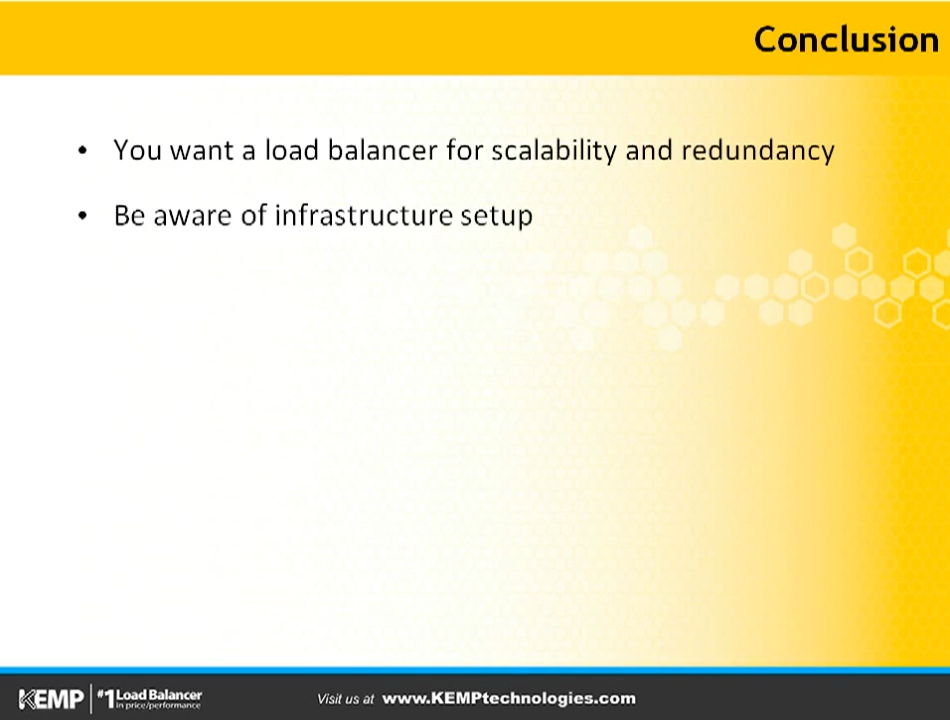 Conclusion
• You want a load balancer for scalability and redundancy
• Be aware of infrastructure setup
KEMP #1 Load Balancer
in price/performance
Visit us at www.KEMPtechnologies.com